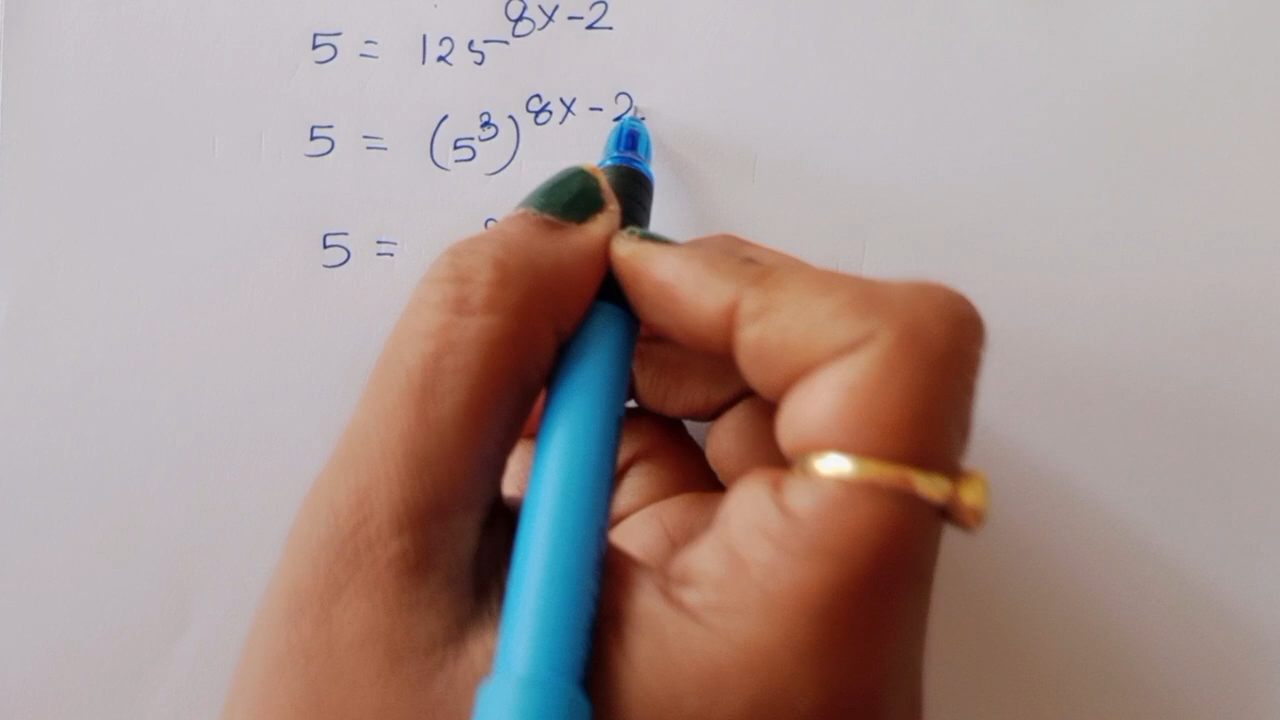 5 = 125^8x-2
5 = (5^3)^8x-2
5 =